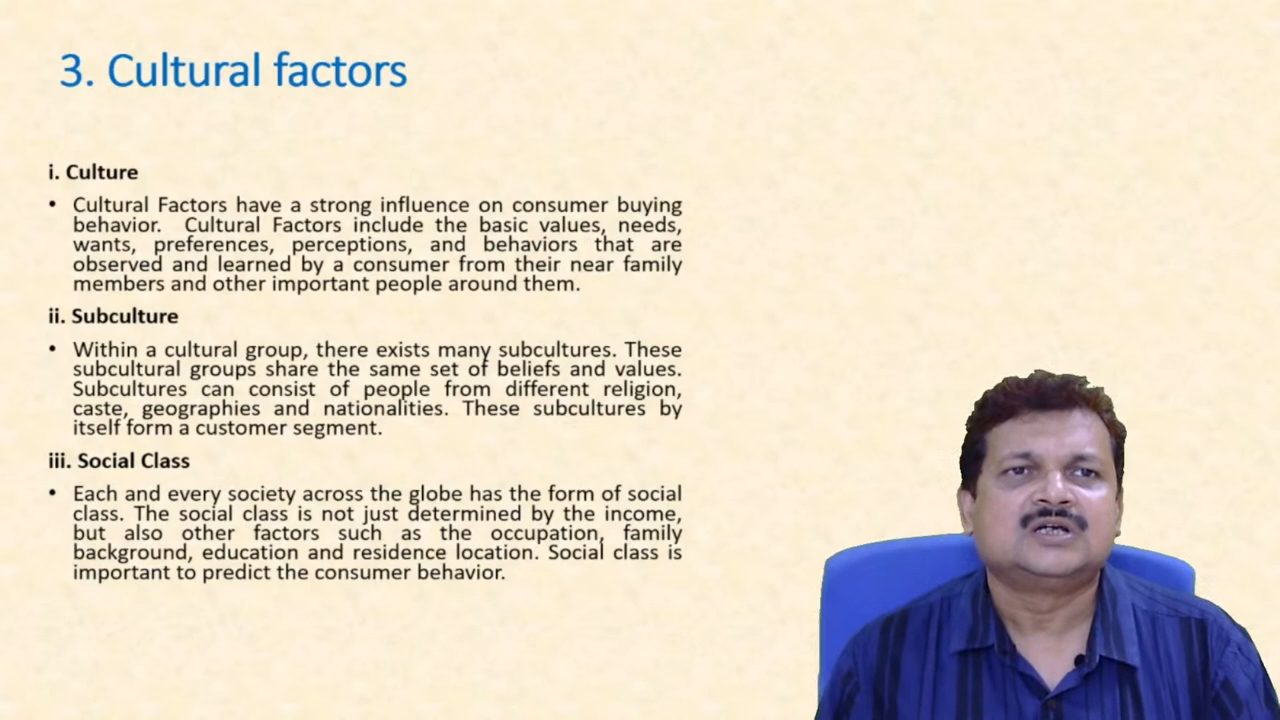 3. Cultural factors
i. Culture
• Cultural Factors have a strong influence on consumer buying
behavior. Cultural Factors include the basic values, needs,
wants, preferences, perceptions, and behaviors that are
observed and learned by a consumer from their near family
members and other important people around them.
ii. Subculture
• Within a cultural group, there exists many subcultures. These
subcultural groups share the same set of beliefs and values.
Subcultures can consist of people from different religion,
caste, geographies and nationalities. These subcultures by
itself form a customer segment.
iii. Social Class
• Each and every society across the globe has the form of social
class. The social class is not just determined by the income,
but also other factors such as the occupation, family
background, education and residence location. Social class is
important to predict the consumer behavior.